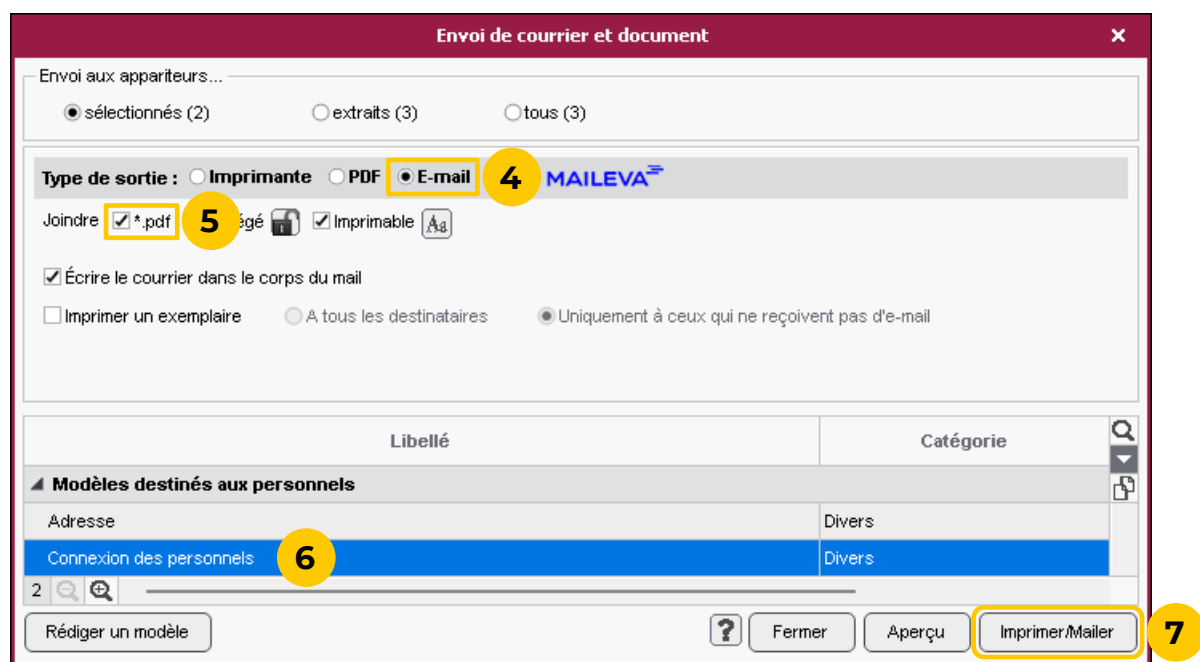 Envoi de courrier et document
Envoi aux appariteurs...
sélectionnés (2) extraits (3) tous (3)
Type de sortie : Imprimante PDF E-mail 4 MAILEVA
Joindre *.pdf 5 égé Imprimable Aa
Écrire le courrier dans le corps du mail
Imprimer un exemplaire A tous les destinataires Uniquement à ceux qui ne reçoivent pas d'e-mail
Libellé Catégorie
Modèles destinés aux personnels
Adresse Divers
Connexion des personnels 6 Divers
2
Rédiger un modèle ? Fermer Aperçu Imprimer/Mailer 7